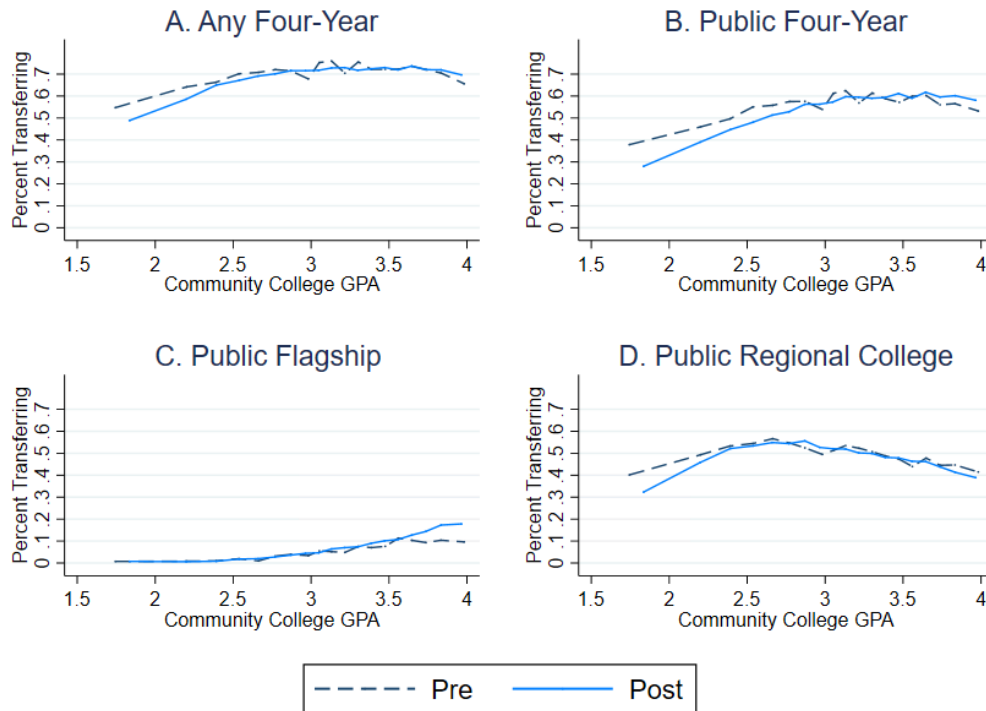 A. Any Four-Year
Percent Transferring
0 .1 .2 .3 .4 .5 .6 .7
1.5 2 2.5 3 3.5 4
Community College GPA
B. Public Four-Year
Percent Transferring
0 .1 .2 .3 .4 .5 .6 .7
1.5 2 2.5 3 3.5 4
Community College GPA
C. Public Flagship
Percent Transferring
0 .1 .2 .3 .4 .5 .6 .7
1.5 2 2.5 3 3.5 4
Community College GPA
D. Public Regional College
Percent Transferring
0 .1 .2 .3 .4 .5 .6 .7
1.5 2 2.5 3 3.5 4
Community College GPA
Pre Post